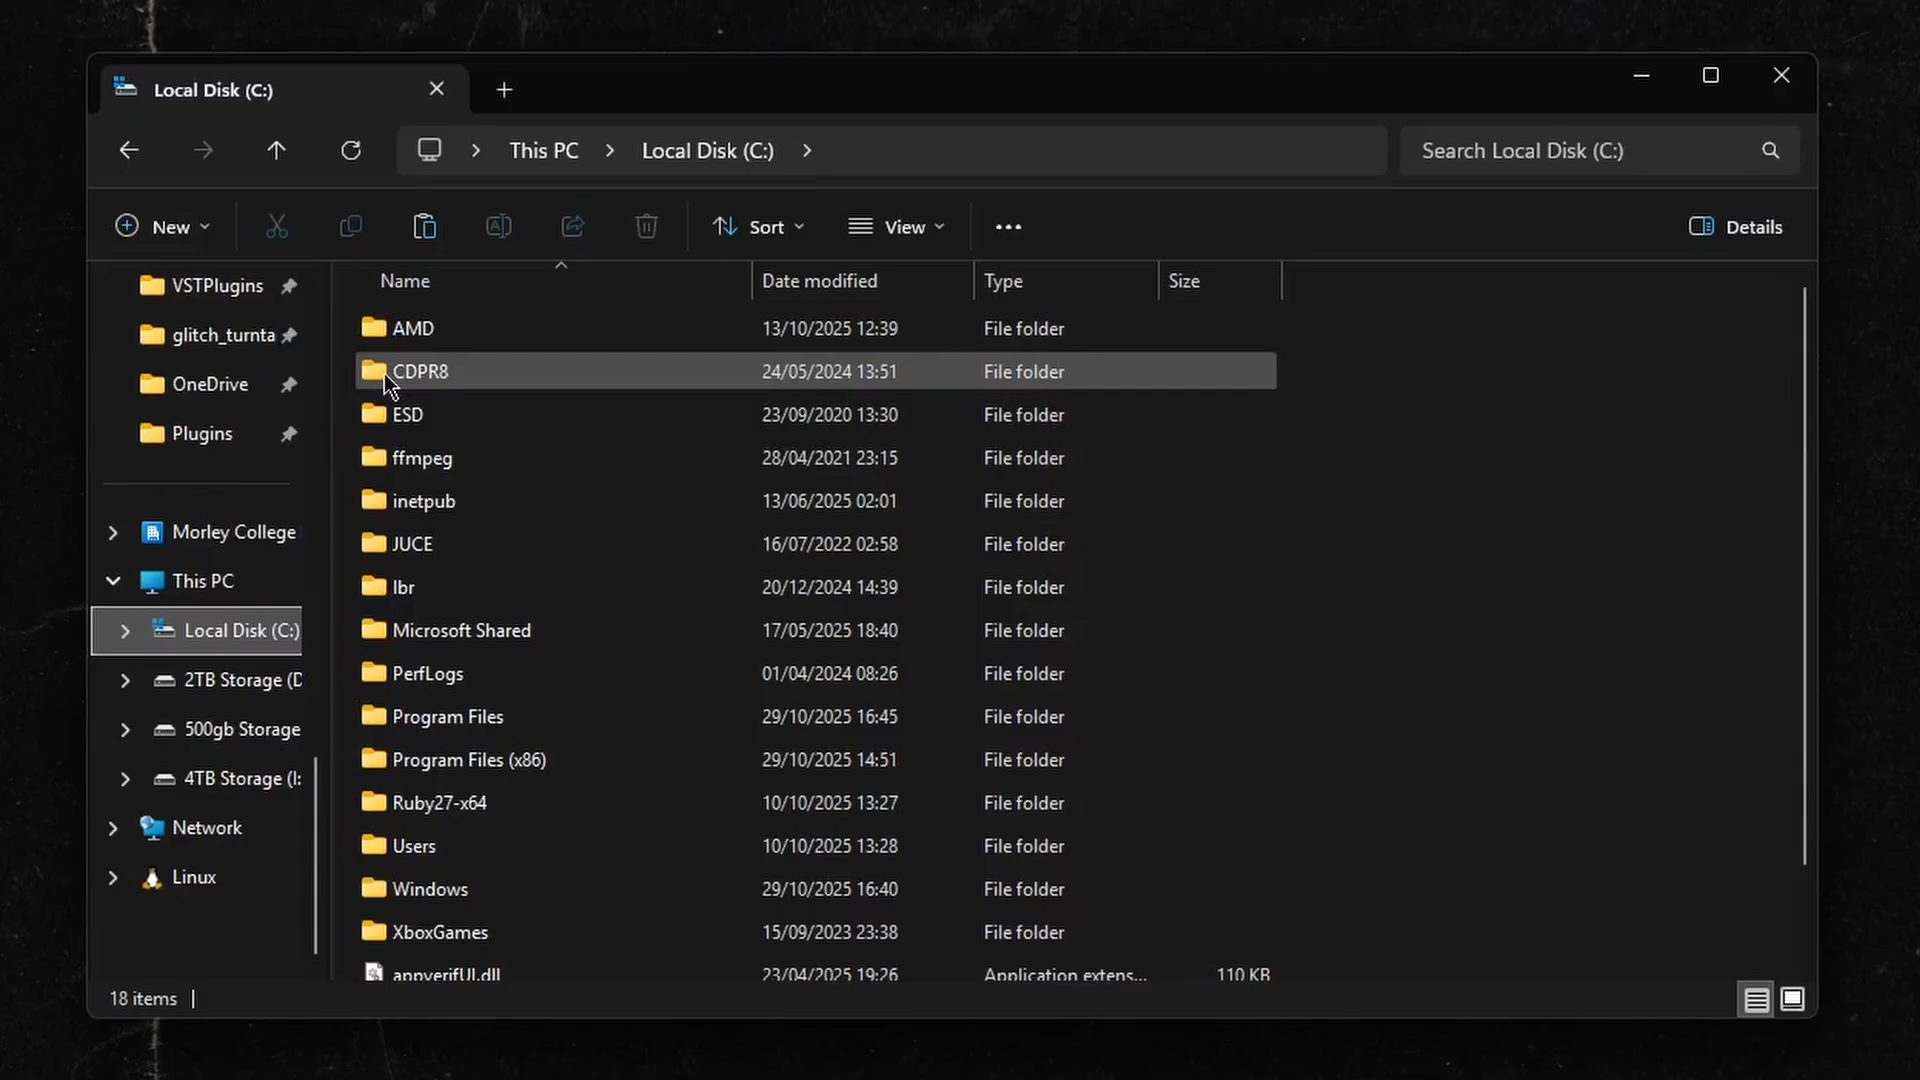 Local Disk (C:)
This PC
Local Disk (C:)
Search Local Disk (C:)
New
Sort
View
Details
VSTPlugins
glitch_turnta
OneDrive
Plugins
Morley College
This PC
Local Disk (C:)
2TB Storage (D
500gb Storage
4TB Storage (I:
Network
Linux
Name Date modified Type Size
AMD 13/10/2025 12:39 File folder
CDPR8 24/05/2024 13:51 File folder
ESD 23/09/2020 13:30 File folder
ffmpeg 28/04/2021 23:15 File folder
inetpub 13/06/2025 02:01 File folder
JUCE 16/07/2022 02:58 File folder
lbr 20/12/2024 14:39 File folder
Microsoft Shared 17/05/2025 18:40 File folder
PerfLogs 01/04/2024 08:26 File folder
Program Files 29/10/2025 16:45 File folder
Program Files (x86) 29/10/2025 14:51 File folder
Ruby27-x64 10/10/2025 13:27 File folder
Users 10/10/2025 13:28 File folder
Windows 29/10/2025 16:40 File folder
XboxGames 15/09/2023 23:38 File folder
appverifUI.dll 23/04/2025 19:26 Application extens... 110 KB
18 items